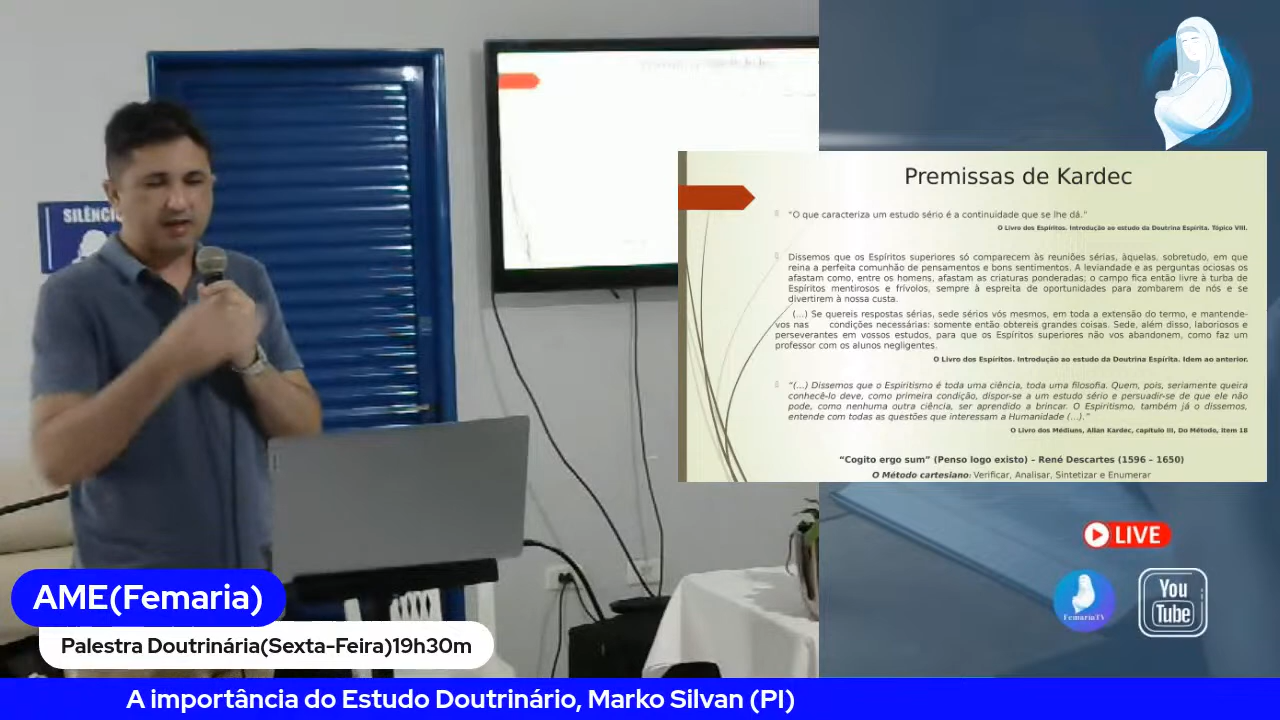 SILÊNCIO
Premissas de Kardec
“O que caracteriza um estudo sério é a continuidade que se lhe dá.”
O Livro dos Espíritos. Introdução ao estudo da Doutrina Espírita. Tópico VIII.
Dissemos que os Espíritos superiores só comparecem às reuniões sérias, àquelas, sobretudo, em que
reina a perfeita comunhão de pensamentos e bons sentimentos. A leviandade e as perguntas ociosas os
afastam como, entre os homens, afastam as criaturas ponderadas; o campo fica então livre à turba de
Espíritos mentirosos e frívolos, sempre à espreita de oportunidades para zombarem de nós e se
divertirem à nossa custa.
(...) Se quereis respostas sérias, sede sérios vós mesmos, em toda a extensão do termo, e mantende-
vos nas condições necessárias: somente então obtereis grandes coisas. Sede, além disso, laboriosos e
perseverantes em vossos estudos, para que os Espíritos superiores não vos abandonem, como faz um
professor com os alunos negligentes.
O Livro dos Espíritos. Introdução ao estudo da Doutrina Espírita. Idem ao anterior.
“(...) Dissemos que o Espiritismo é toda uma ciência, toda uma filosofia. Quem, pois, seriamente queira
conhecê-lo deve, como primeira condição, dispor-se a um estudo sério e persuadir-se de que ele não
pode, como nenhuma outra ciência, ser aprendido a brincar. O Espiritismo, também já o dissemos,
entende com todas as questões que interessam a Humanidade (...).”
O Livro dos Médiuns, Allan Kardec, capítulo III, Do Método, item 18
“Cogito ergo sum” (Penso logo existo) – René Descartes (1596 – 1650)
O Método cartesiano: Verificar, Analisar, Sintetizar e Enumerar
LIVE
FemariaTV
You
Tube
AME(Femaria)
Palestra Doutrinária(Sexta-Feira)19h30m
A importância do Estudo Doutrinário, Marko Silvan (PI)